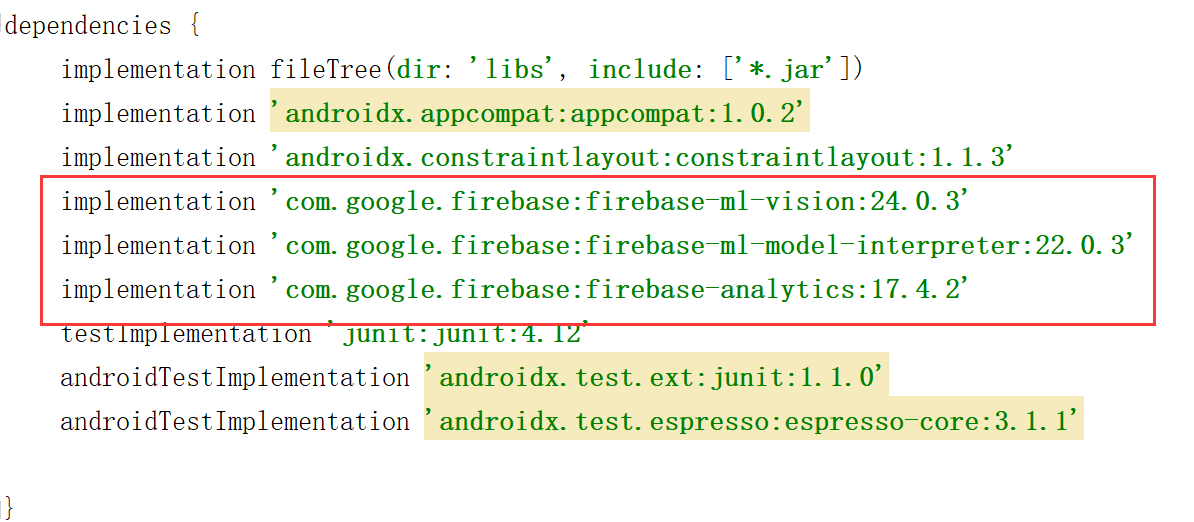 dependencies {
implementation fileTree(dir: 'libs', include: ['*.jar'])
implementation 'androidx.appcompat:appcompat:1.0.2'
implementation 'androidx.constraintlayout:constraintlayout:1.1.3'
implementation 'com.google.firebase:firebase-ml-vision:24.0.3'
implementation 'com.google.firebase:firebase-ml-model-interpreter:22.0.3'
implementation 'com.google.firebase:firebase-analytics:17.4.2'
testImplementation 'junit:junit:4.12'
androidTestImplementation 'androidx.test.ext:junit:1.1.0'
androidTestImplementation 'androidx.test.espresso:espresso-core:3.1.1'
}